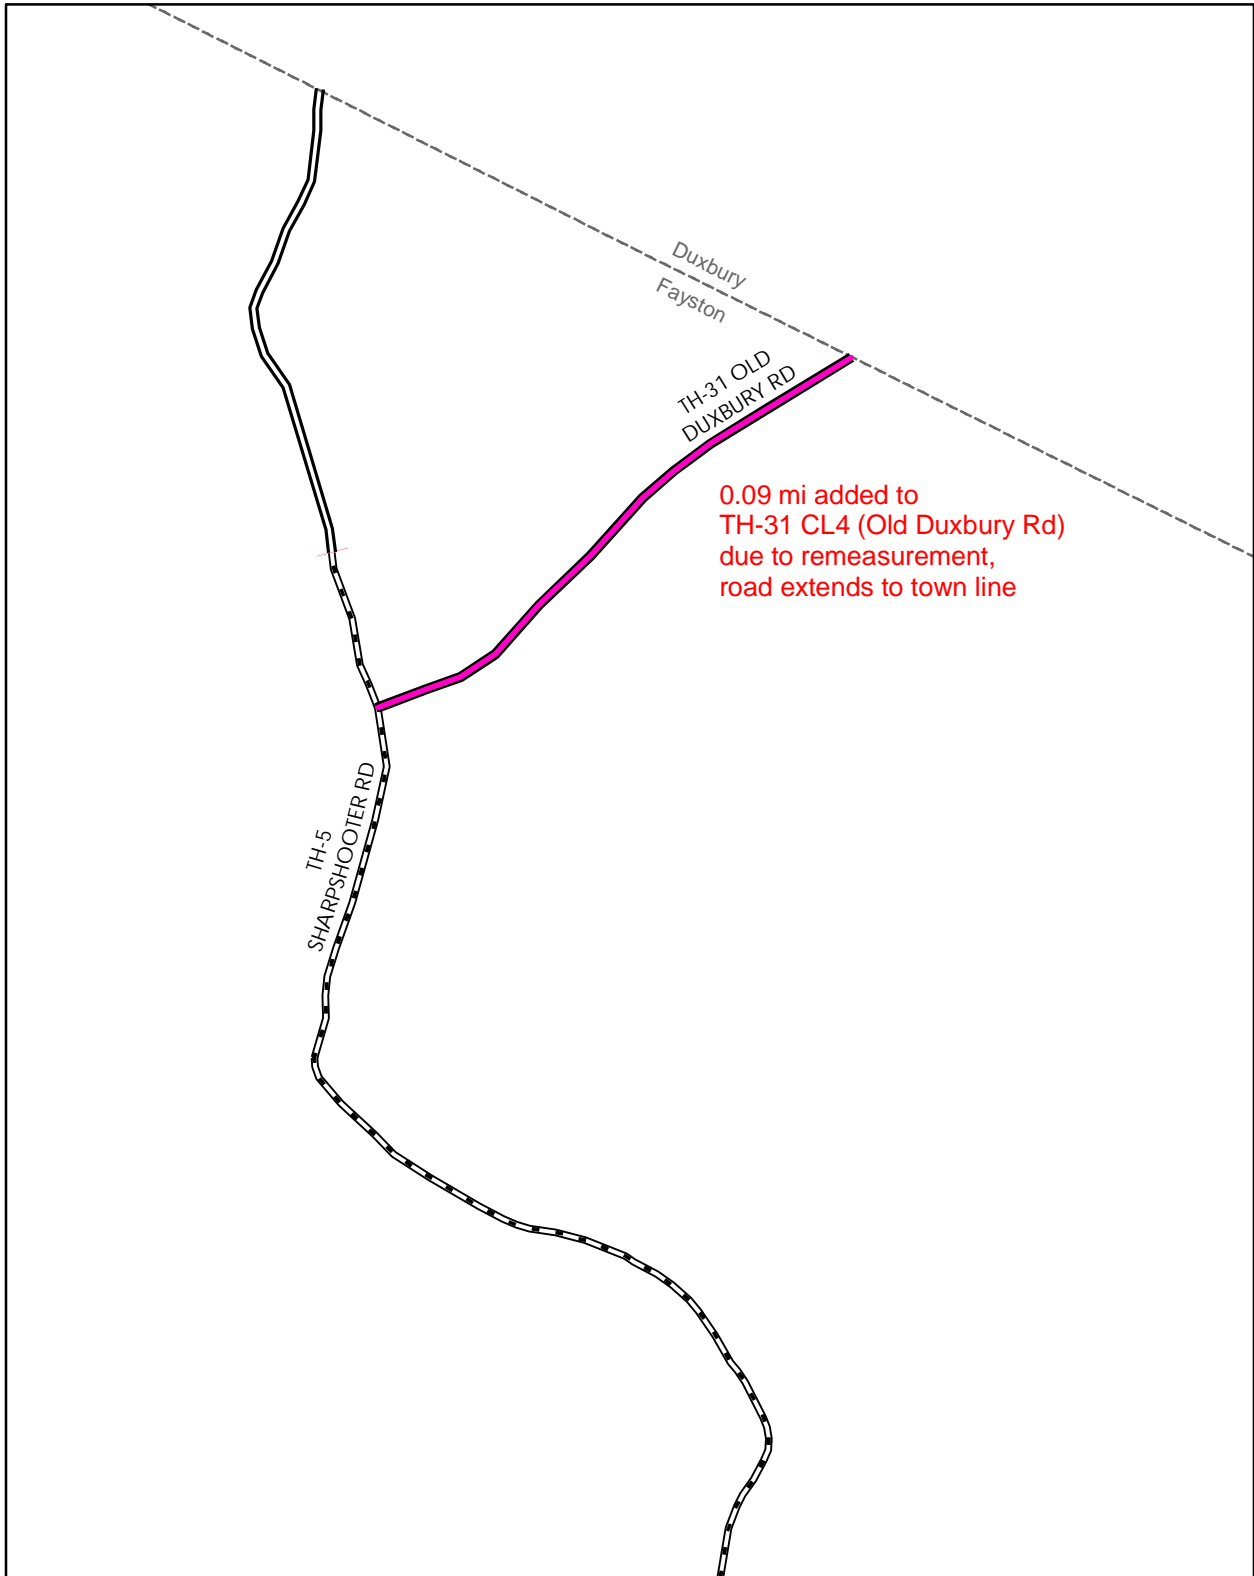 Duxbury
Fayston
TH-31 OLD
DUXBURY RD
0.09 mi added to
TH-31 CL4 (Old Duxbury Rd)
due to remeasurement,
road extends to town line
TH-5
SHARPSHOOTER RD